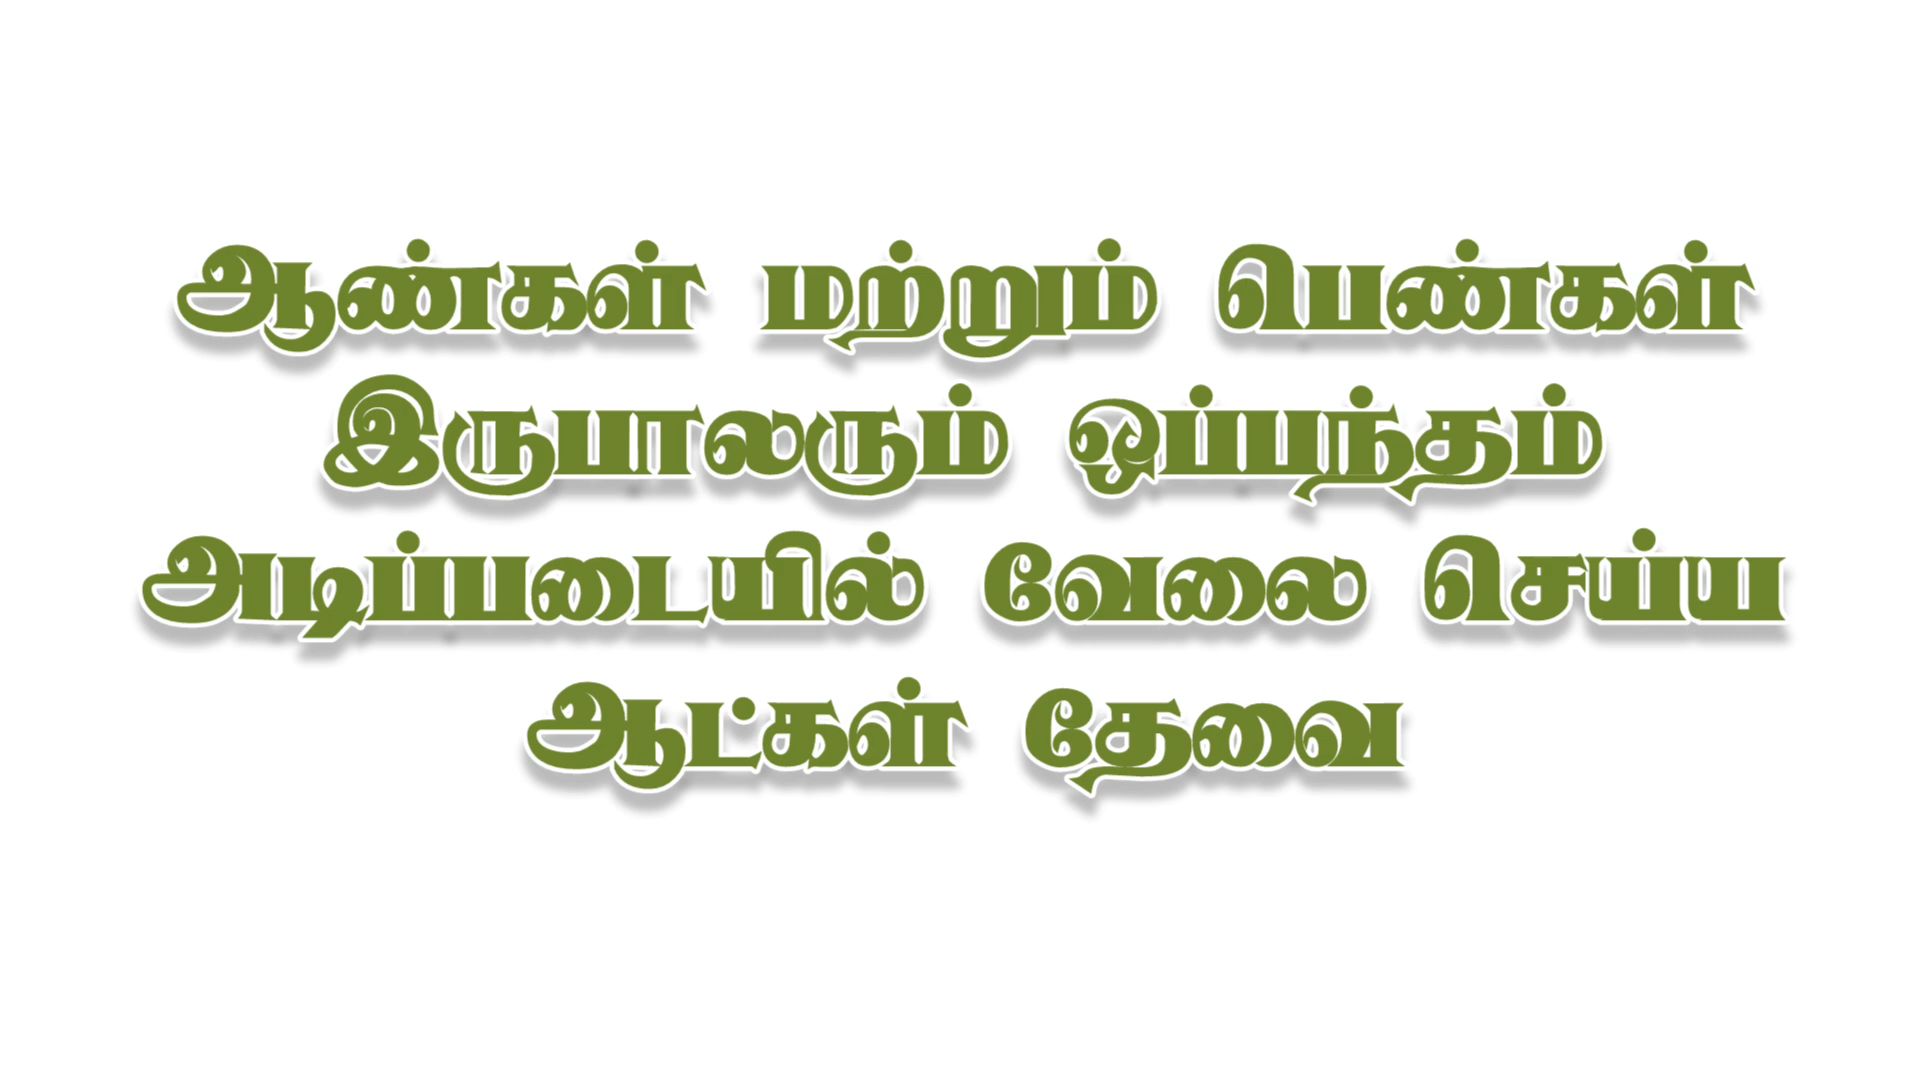 ஆண்கள் மற்றும் பெண்கள்
இருபாலரும் ஒப்பந்தம்
அடிப்படையில் வேலை செய்ய
ஆட்கள் தேவை